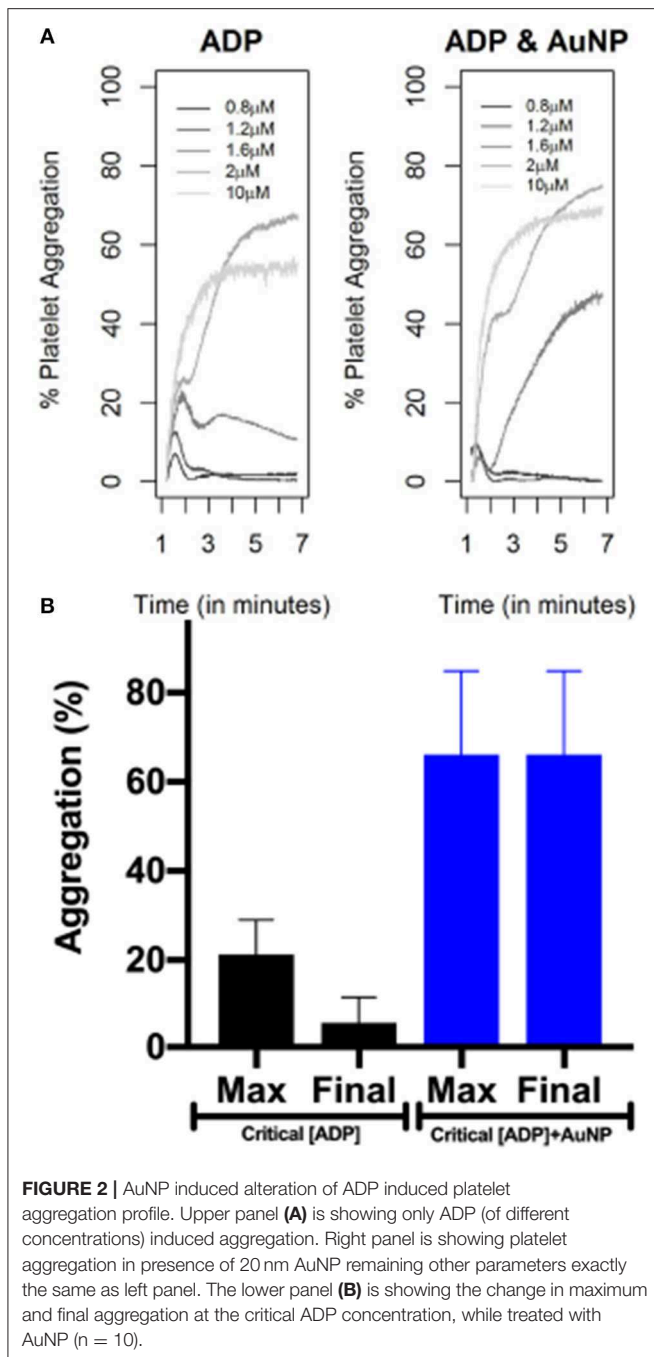 A
ADP
ADP & AuNP
% Platelet Aggregation
100
80
60
40
20
0
0.8μM
1.2μM
1.6μM
2μM
10μM
1 3 5 7
% Platelet Aggregation
100
80
60
40
20
0
0.8μM
1.2μM
1.6μM
2μM
10μM
1 3 5 7
B
Time (in minutes)
Time (in minutes)
Aggregation (%)
80
60
40
20
0
Max Final Max Final
Critical [ADP] Critical [ADP]+AuNP
FIGURE 2 | AuNP induced alteration of ADP induced platelet
aggregation profile. Upper panel (A) is showing only ADP (of different
concentrations) induced aggregation. Right panel is showing platelet
aggregation in presence of 20 nm AuNP remaining other parameters exactly
the same as left panel. The lower panel (B) is showing the change in maximum
and final aggregation at the critical ADP concentration, while treated with
AuNP (n = 10).